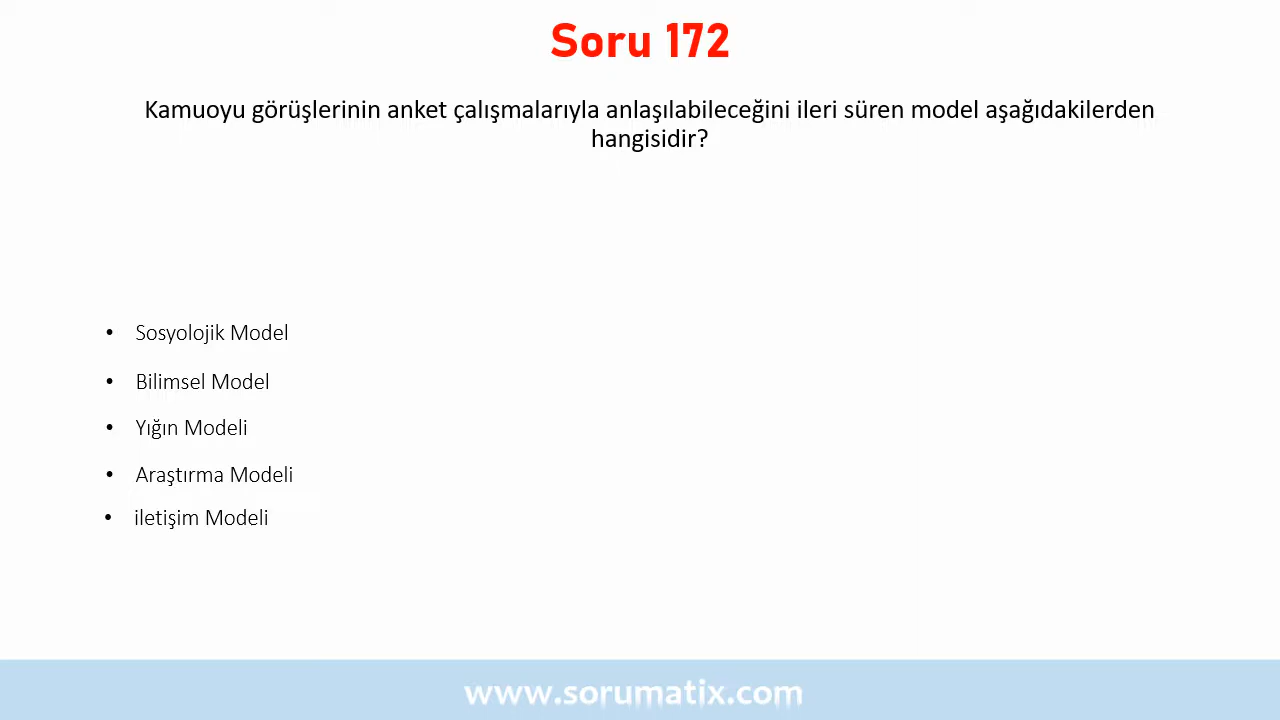 Soru 172
Kamuoyu görüşlerinin anket çalışmalarıyla anlaşılabileceğini ileri süren model aşağıdakilerden
hangisidir?
• Sosyolojik Model
• Bilimsel Model
• Yığın Modeli
• Araştırma Modeli
• iletişim Modeli
www.sorumatix.com